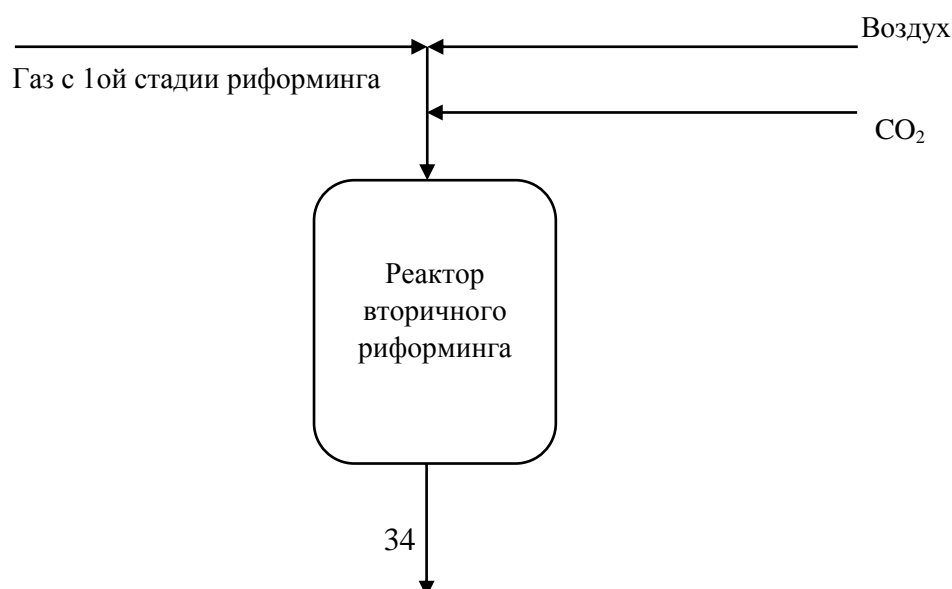 Воздух
Газ с 1ой стадии риформинга
CO₂
Реактор
вторичного
риформинга
34